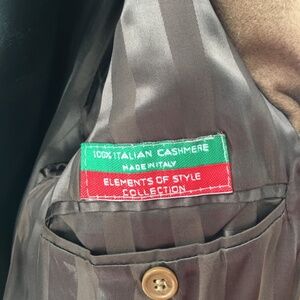 100% ITALIAN CASHMERE
MADE IN ITALY
ELEMENTS OF STYLE
COLLECTION